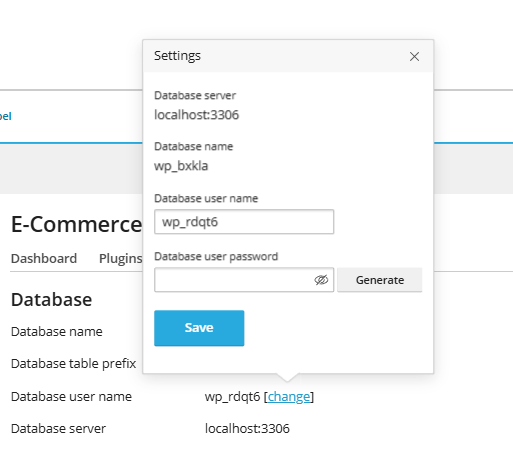 Settings
Database server
localhost:3306
Database name
wp_bxkla
Database user name
wp_rdqt6
Database user password
Generate
Save
E-Commerce
Dashboard Plugins
Database
Database name
Database table prefix
Database user name wp_rdqt6 [change]
Database server localhost:3306